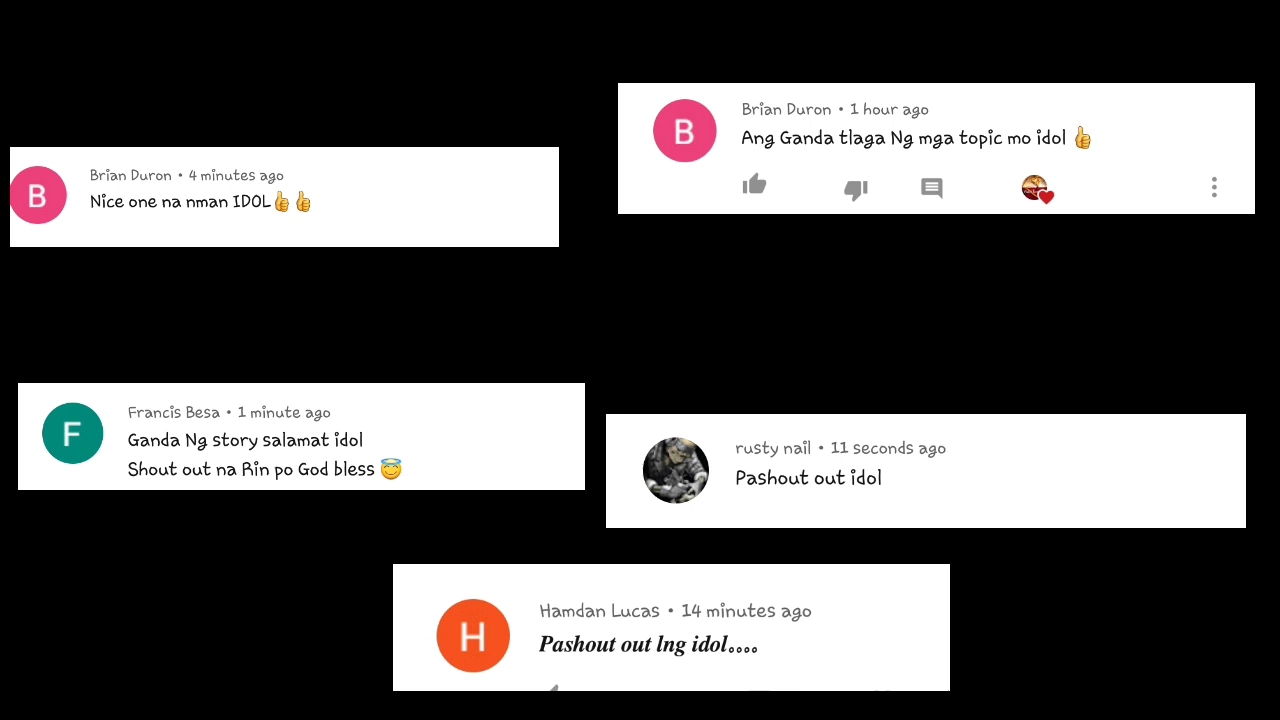 B
Brian Duron • 4 minutes ago
Nice one na nman IDOL👍👍
B
Brian Duron • 1 hour ago
Ang Ganda tlaga Ng mga topic mo idol 👍
F
Francis Besa • 1 minute ago
Ganda Ng story salamat idol
Shout out na Rin po God bless 😇
rusty nail • 11 seconds ago
Pashout out idol
H
Hamdan Lucas • 14 minutes ago
Pashout out lng idol....